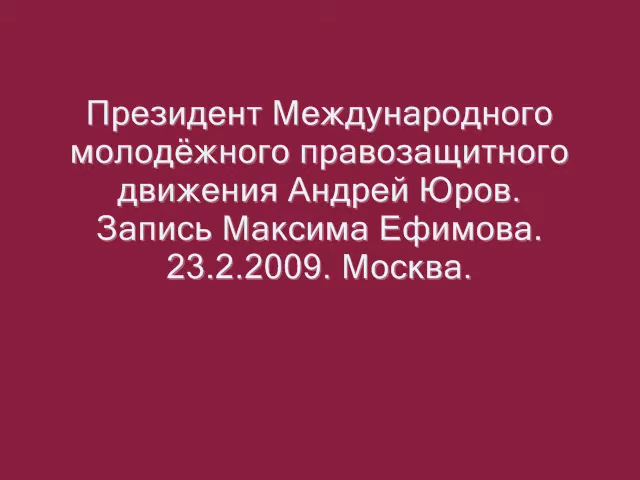 Президент Международного
молодёжного правозащитного
движения Андрей Юров.
Запись Максима Ефимова.
23.2.2009. Москва.